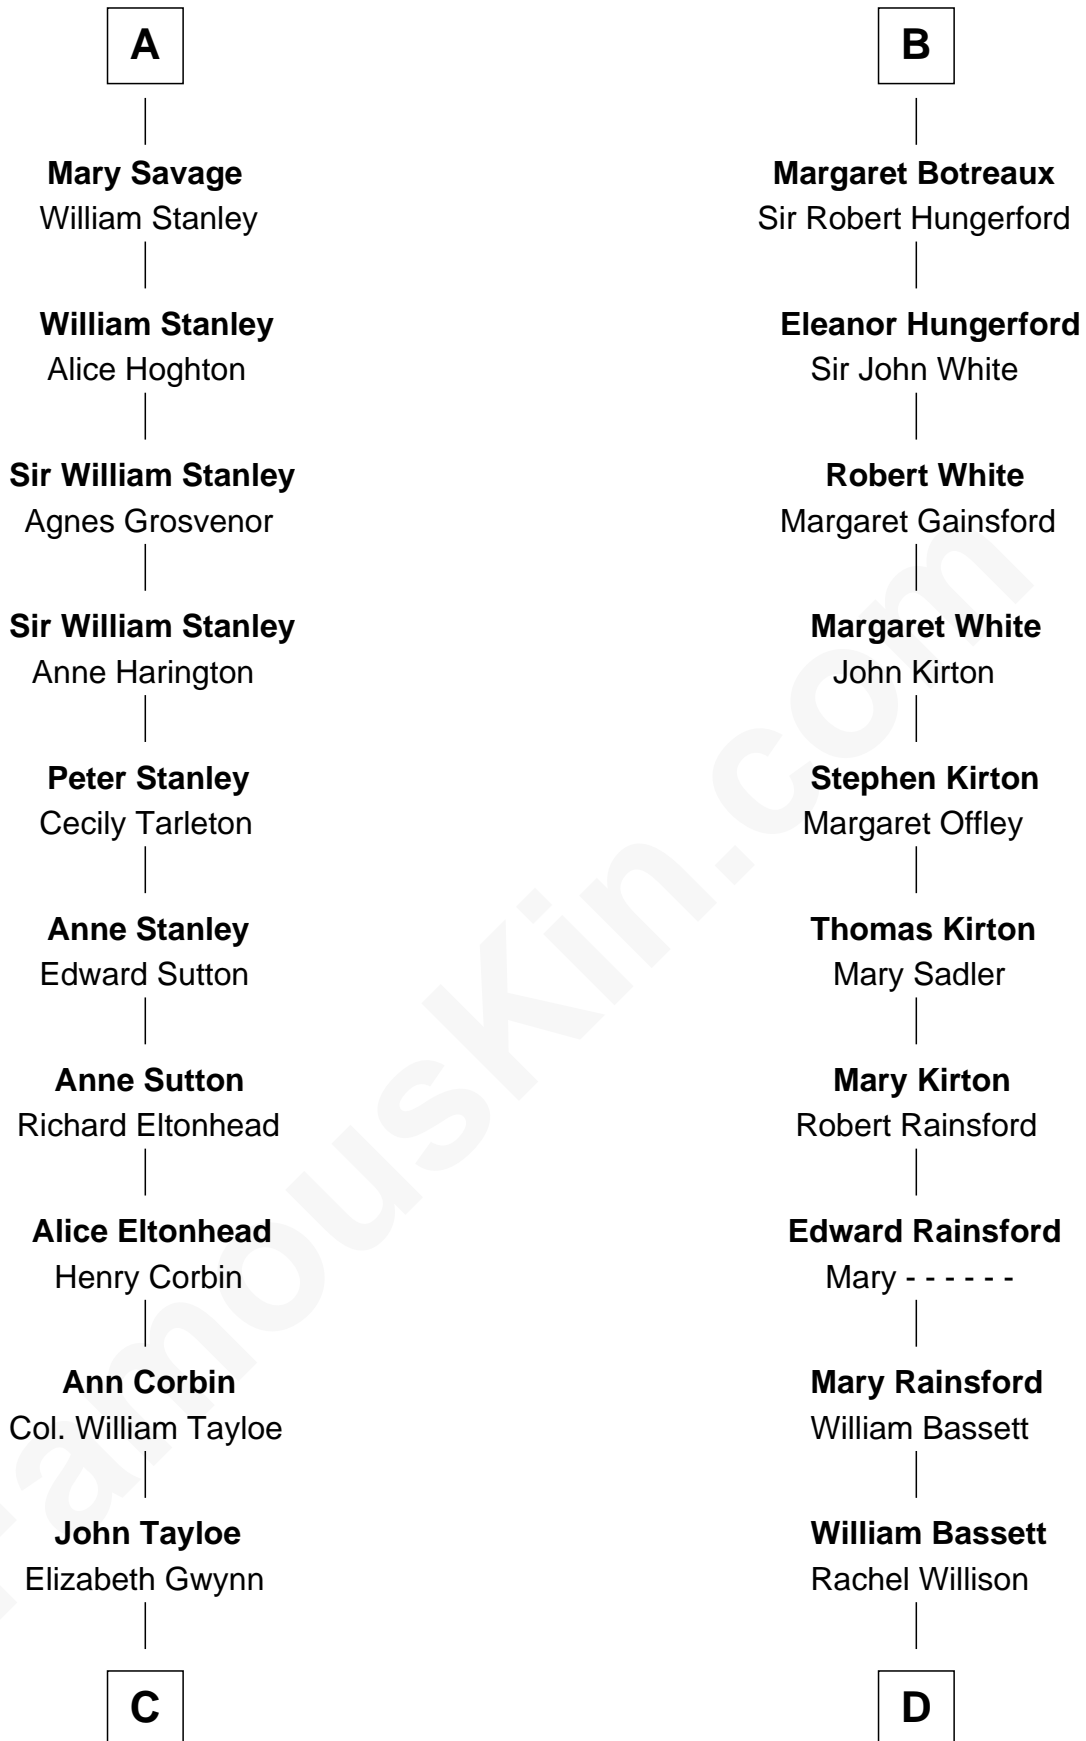 A
Mary Savage
William Stanley
William Stanley
Alice Hoghton
Sir William Stanley
Agnes Grosvenor
Sir William Stanley
Anne Harington
Peter Stanley
Cecily Tarleton
Anne Stanley
Edward Sutton
Anne Sutton
Richard Eltonhead
Alice Eltonhead
Henry Corbin
Ann Corbin
Col. William Tayloe
John Tayloe
Elizabeth Gwynn
C
B
Margaret Botreaux
Sir Robert Hungerford
Eleanor Hungerford
Sir John White
Robert White
Margaret Gainsford
Margaret White
John Kirton
Stephen Kirton
Margaret Offley
Thomas Kirton
Mary Sadler
Mary Kirton
Robert Rainsford
Edward Rainsford
Mary - - - - - -
Mary Rainsford
William Bassett
William Bassett
Rachel Willison
D
FamousKin.com